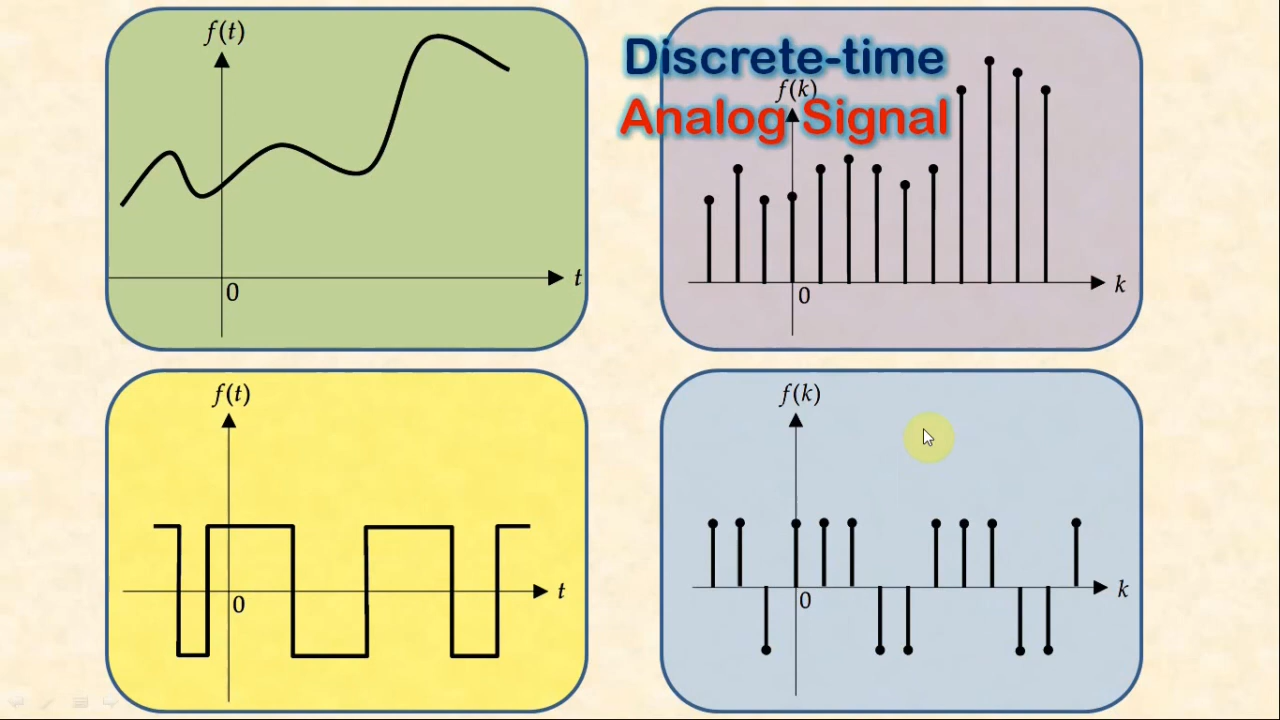 f(t)
t
0
Discrete-time
Analog Signal
f(k)
k
0
f(t)
t
0
f(k)
k
0